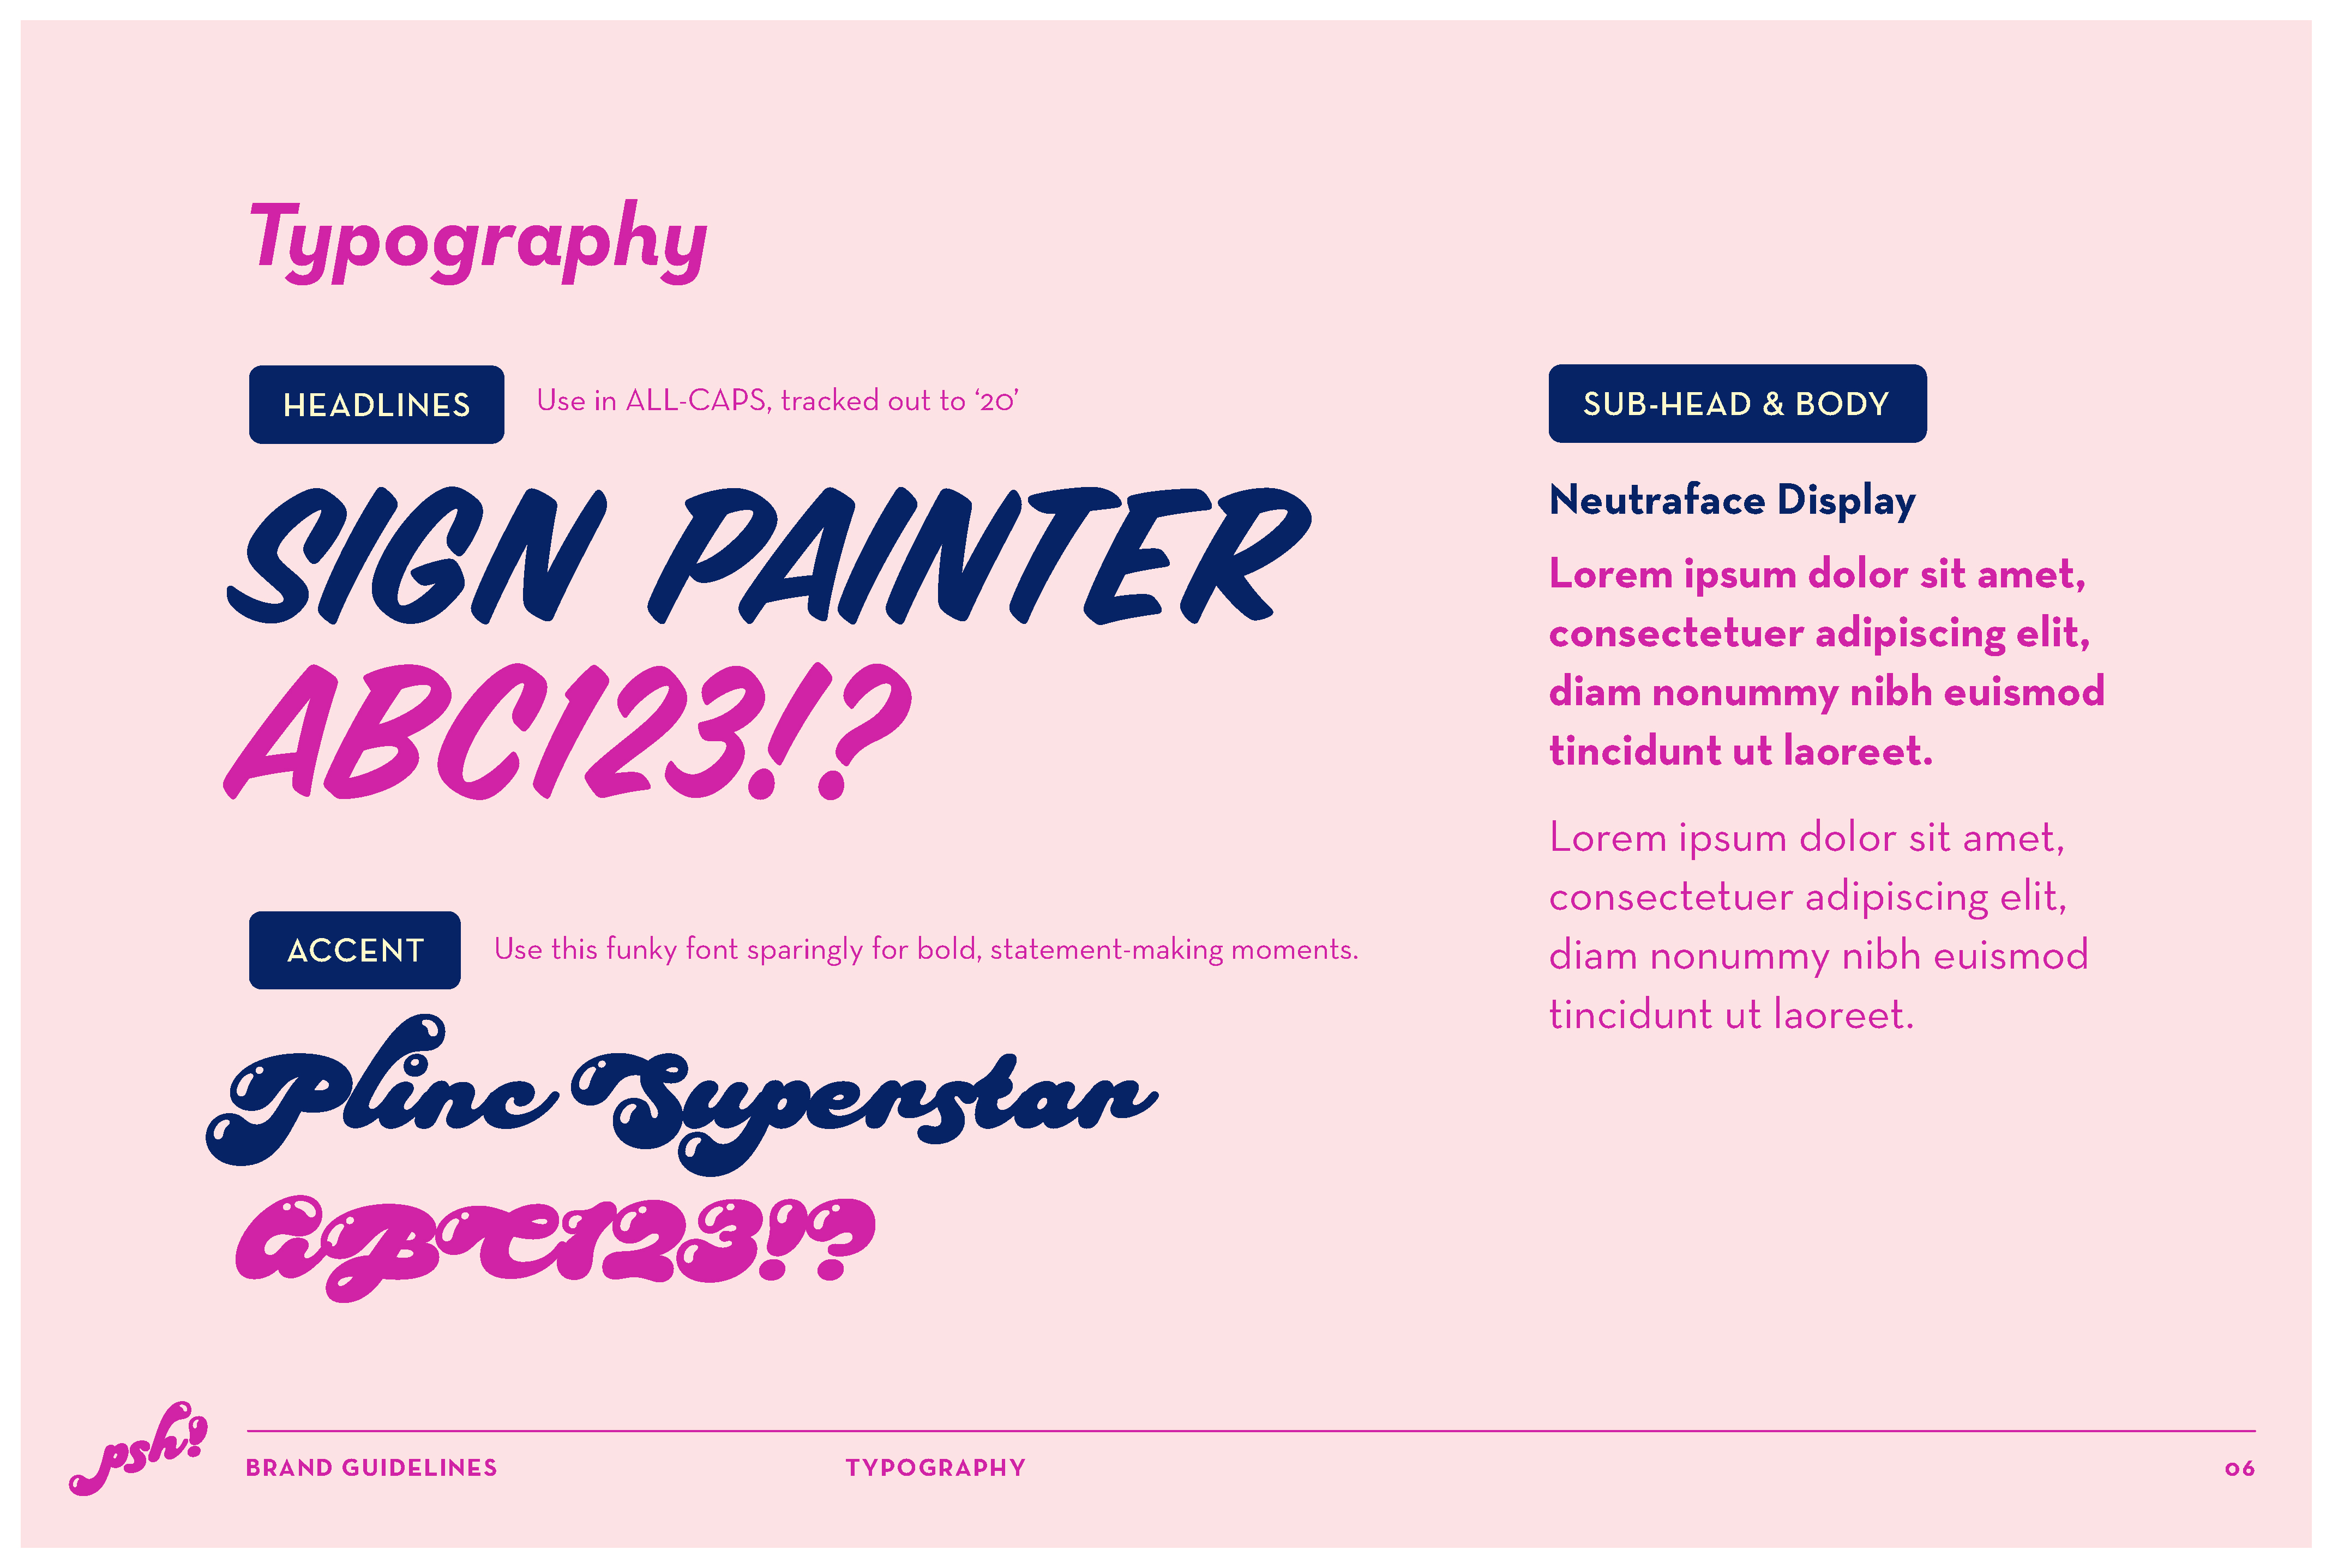 Typography
HEADLINES
Use in ALL-CAPS, tracked out to ‘20’
SIGN PAINTER
ABC123!?
ACCENT
Use this funky font sparingly for bold, statement-making moments.
Plinc Superstar
ABC123!?
SUB-HEAD & BODY
Neutraface Display
Lorem ipsum dolor sit amet,
consectetuer adipiscing elit,
diam nonummy nibh euismod
tincidunt ut laoreet.
Lorem ipsum dolor sit amet,
consectetuer adipiscing elit,
diam nonummy nibh euismod
tincidunt ut laoreet.
psh!
BRAND GUIDELINES
TYPOGRAPHY
06